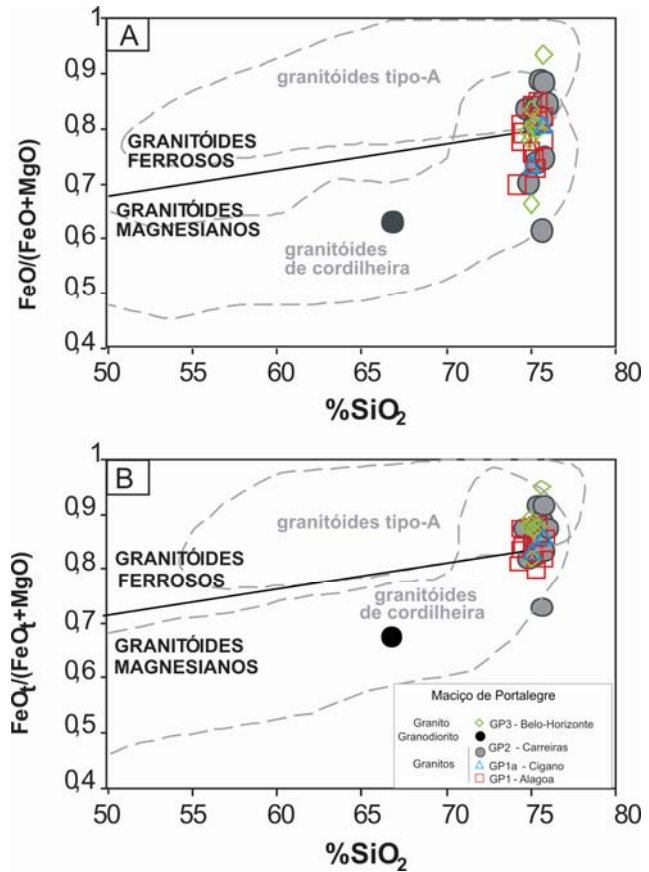 A
1
0,9
0,8
0,7
0,6
0,5
0,4
FeO/(FeO+MgO)
granitóides tipo-A
GRANITÓIDES
FERROSOS
GRANITÓIDES
MAGNESIANOS
granitóides
de cordilheira
50 55 60 65 70 75 80
%SiO2
B
1
0,9
0,8
0,7
0,6
0,5
0,4
FeOt/(FeOt+MgO)
granitóides tipo-A
GRANITÓIDES
FERROSOS
granitóides
de cordilheira
GRANITÓIDES
MAGNESIANOS
Maciço de Portalegre
Granito GP3 - Belo-Horizonte
Granodiorito
GP2 - Carreiras
Granitos GP1a - Cigano
GP1 - Alagoa
50 55 60 65 70 75 80
%SiO2